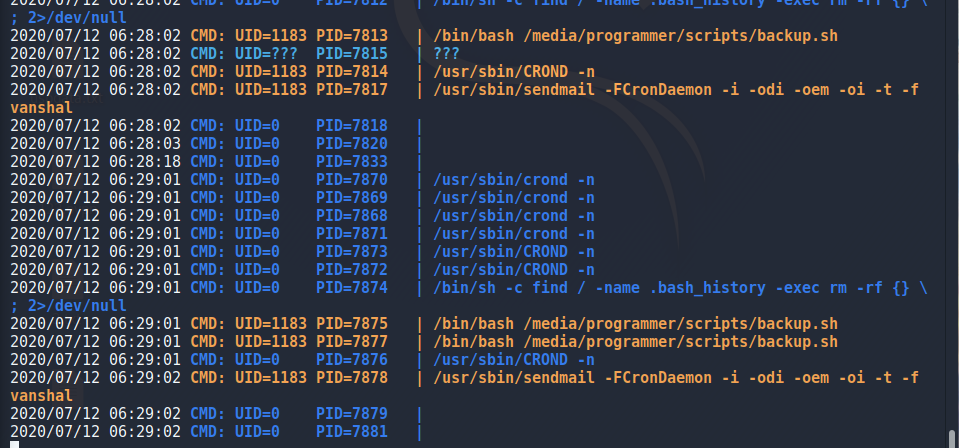 2020/07/12 06:28:02 CMD: UID=0    PID=7812   | /bin/sh -c find / -name .bash_history -exec rm -rf {} \
; 2>/dev/null
2020/07/12 06:28:02 CMD: UID=1183 PID=7813   | /bin/bash /media/programmer/scripts/backup.sh
2020/07/12 06:28:02 CMD: UID=???  PID=7815   | ???
2020/07/12 06:28:02 CMD: UID=1183 PID=7814   | /usr/sbin/CROND -n
2020/07/12 06:28:02 CMD: UID=1183 PID=7817   | /usr/sbin/sendmail -FCronDaemon -i -odi -oem -oi -t -f
vanshal
2020/07/12 06:28:02 CMD: UID=0    PID=7818   |
2020/07/12 06:28:03 CMD: UID=0    PID=7820   |
2020/07/12 06:28:18 CMD: UID=0    PID=7833   |
2020/07/12 06:29:01 CMD: UID=0    PID=7870   | /usr/sbin/crond -n
2020/07/12 06:29:01 CMD: UID=0    PID=7869   | /usr/sbin/crond -n
2020/07/12 06:29:01 CMD: UID=0    PID=7868   | /usr/sbin/crond -n
2020/07/12 06:29:01 CMD: UID=0    PID=7871   | /usr/sbin/crond -n
2020/07/12 06:29:01 CMD: UID=0    PID=7873   | /usr/sbin/CROND -n
2020/07/12 06:29:01 CMD: UID=0    PID=7872   | /usr/sbin/CROND -n
2020/07/12 06:29:01 CMD: UID=0    PID=7874   | /bin/sh -c find / -name .bash_history -exec rm -rf {} \
; 2>/dev/null
2020/07/12 06:29:01 CMD: UID=1183 PID=7875   | /bin/bash /media/programmer/scripts/backup.sh
2020/07/12 06:29:01 CMD: UID=1183 PID=7877   | /bin/bash /media/programmer/scripts/backup.sh
2020/07/12 06:29:01 CMD: UID=0    PID=7876   | /usr/sbin/CROND -n
2020/07/12 06:29:02 CMD: UID=1183 PID=7878   | /usr/sbin/sendmail -FCronDaemon -i -odi -oem -oi -t -f
vanshal
2020/07/12 06:29:02 CMD: UID=0    PID=7879   |
2020/07/12 06:29:02 CMD: UID=0    PID=7881   |